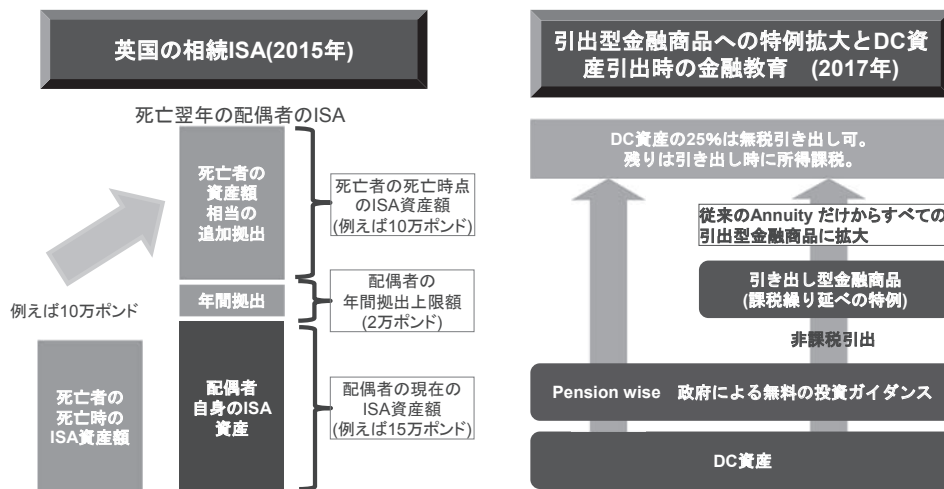 英国の相続ISA(2015年)
死亡翌年の配偶者のISA
死亡者の
資産額
相当の
追加拠出
死亡者の死亡時点
のISA資産額
(例えば10万ポンド)
例えば10万ポンド
年間拠出
配偶者の
年間拠出上限額
(2万ポンド)
死亡者の
死亡時の
ISA資産額
配偶者
自身のISA
資産
配偶者の現在の
ISA資産額
(例えば15万ポンド)
引出型金融商品への特例拡大とDC資
産引出時の金融教育 (2017年)
DC資産の25%は無税引き出し可。
残りは引き出し時に所得課税。
従来のAnuity だけからすべての
引出型金融商品に拡大
引き出し型金融商品
(課税繰り延べの特例)
非課税引出
Pension wise 政府による無料の投資ガイダンス
DC資産